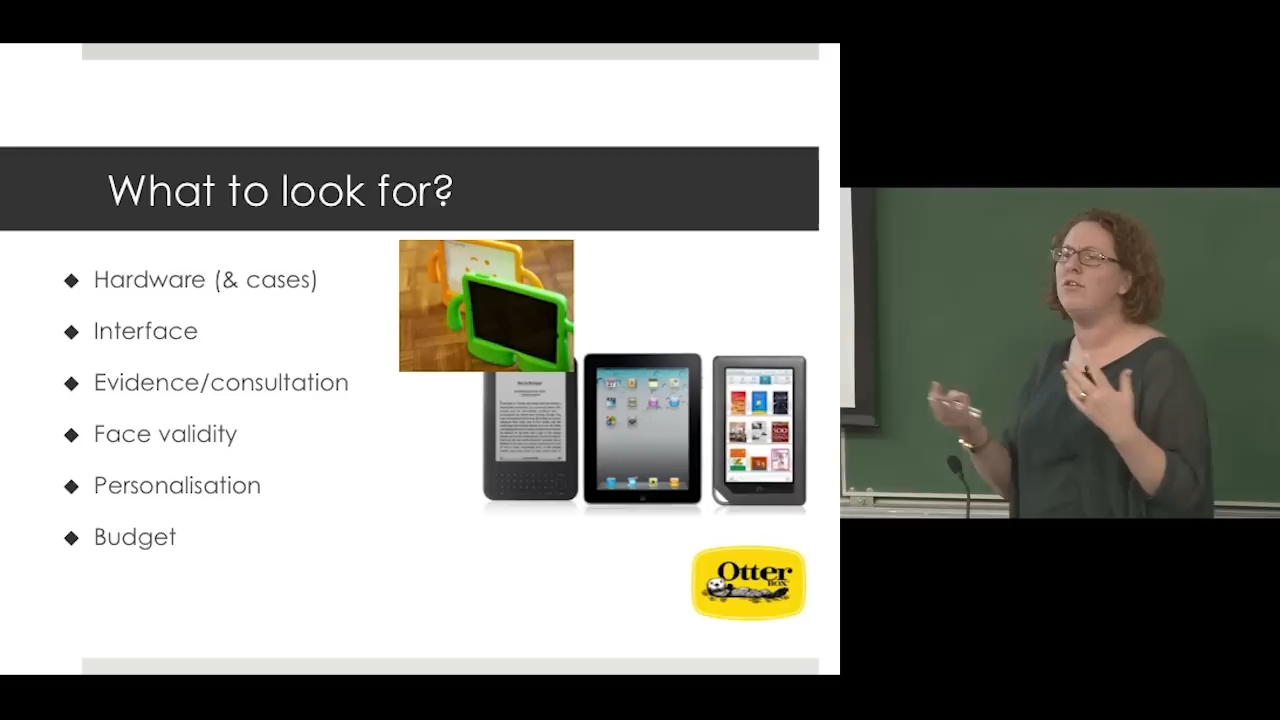 What to look for?
Hardware (& cases)
Interface
Evidence/consultation
Face validity
Personalisation
Budget
Otter
BOX